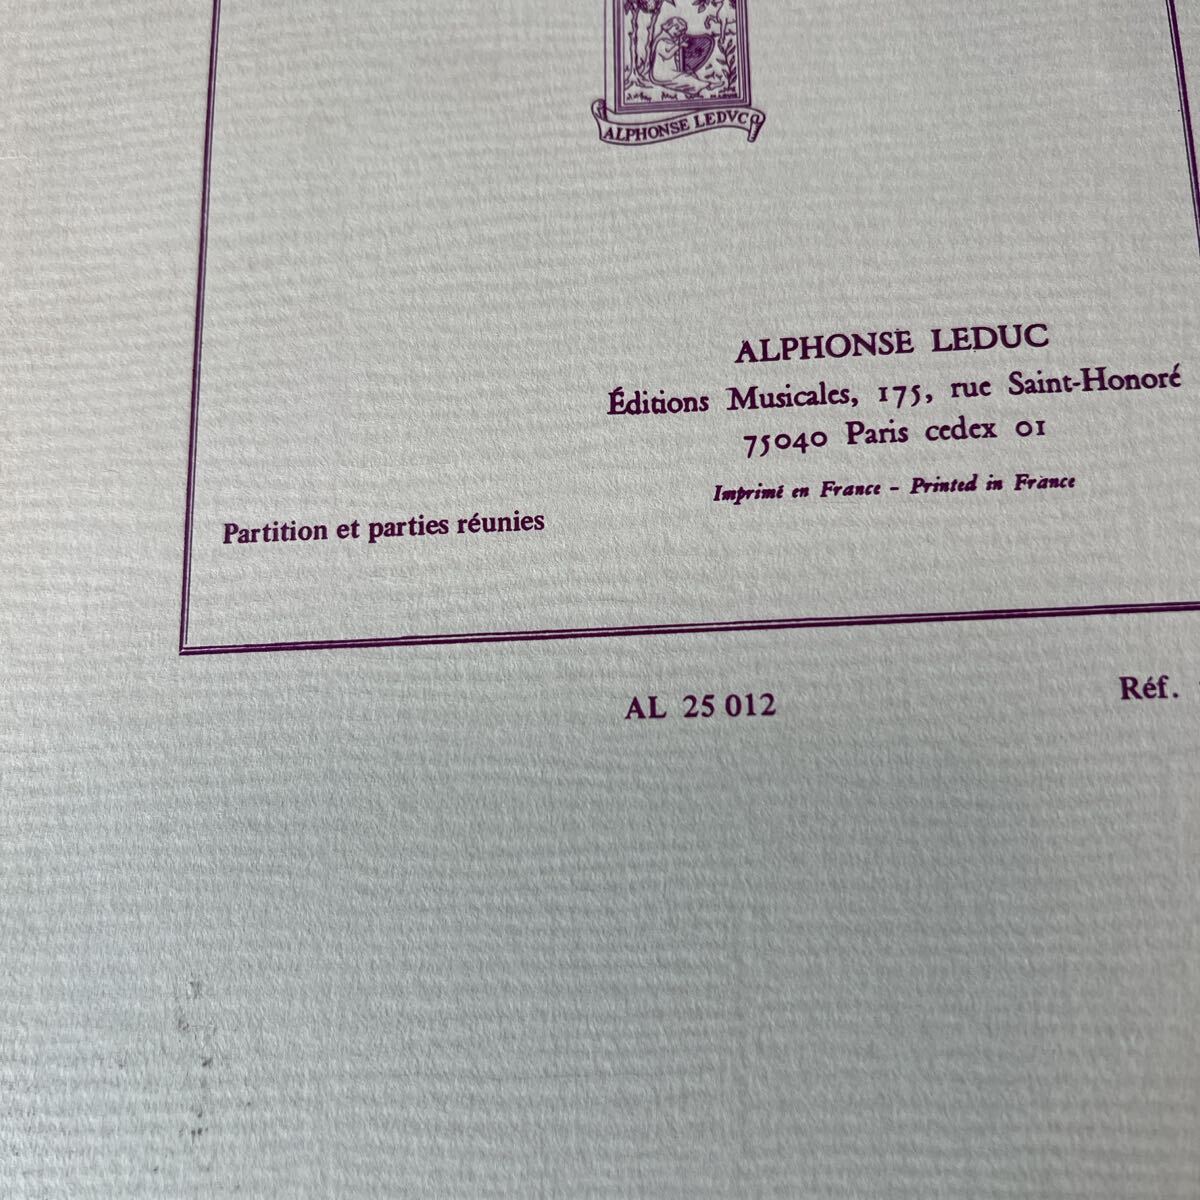 ALPHONSE LEDVC
ALPHONSE LEDUC
Éditions Musicales, 175, rue Saint-Honoré
75040 Paris cedex 01
Imprimé en France - Printed in France
Partition et parties réunies
AL 25 012
Réf.